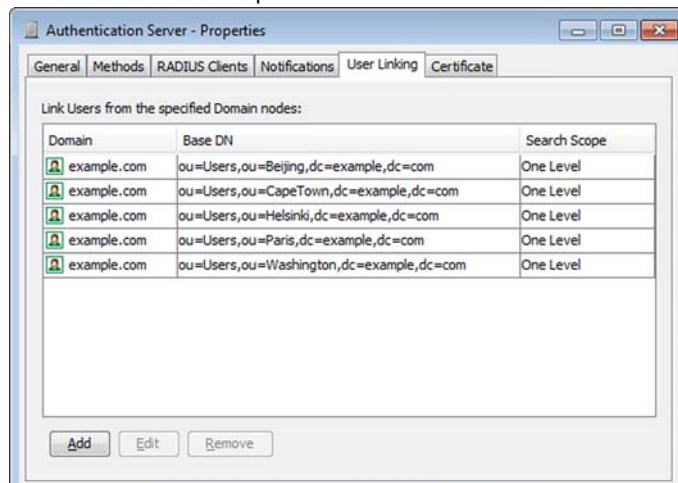 Authentication Server - Properties
General Methods RADIUS Clients Notifications User Linking Certificate
Link Users from the specified Domain nodes:
Domain Base DN Search Scope
example.com ou=Users,ou=Beijing,dc=example,dc=com One Level
example.com ou=Users,ou=CapeTown,dc=example,dc=com One Level
example.com ou=Users,ou=Helsinki,dc=example,dc=com One Level
example.com ou=Users,ou=Paris,dc=example,dc=com One Level
example.com ou=Users,ou=Washington,dc=example,dc=com One Level
Add Edit Remove